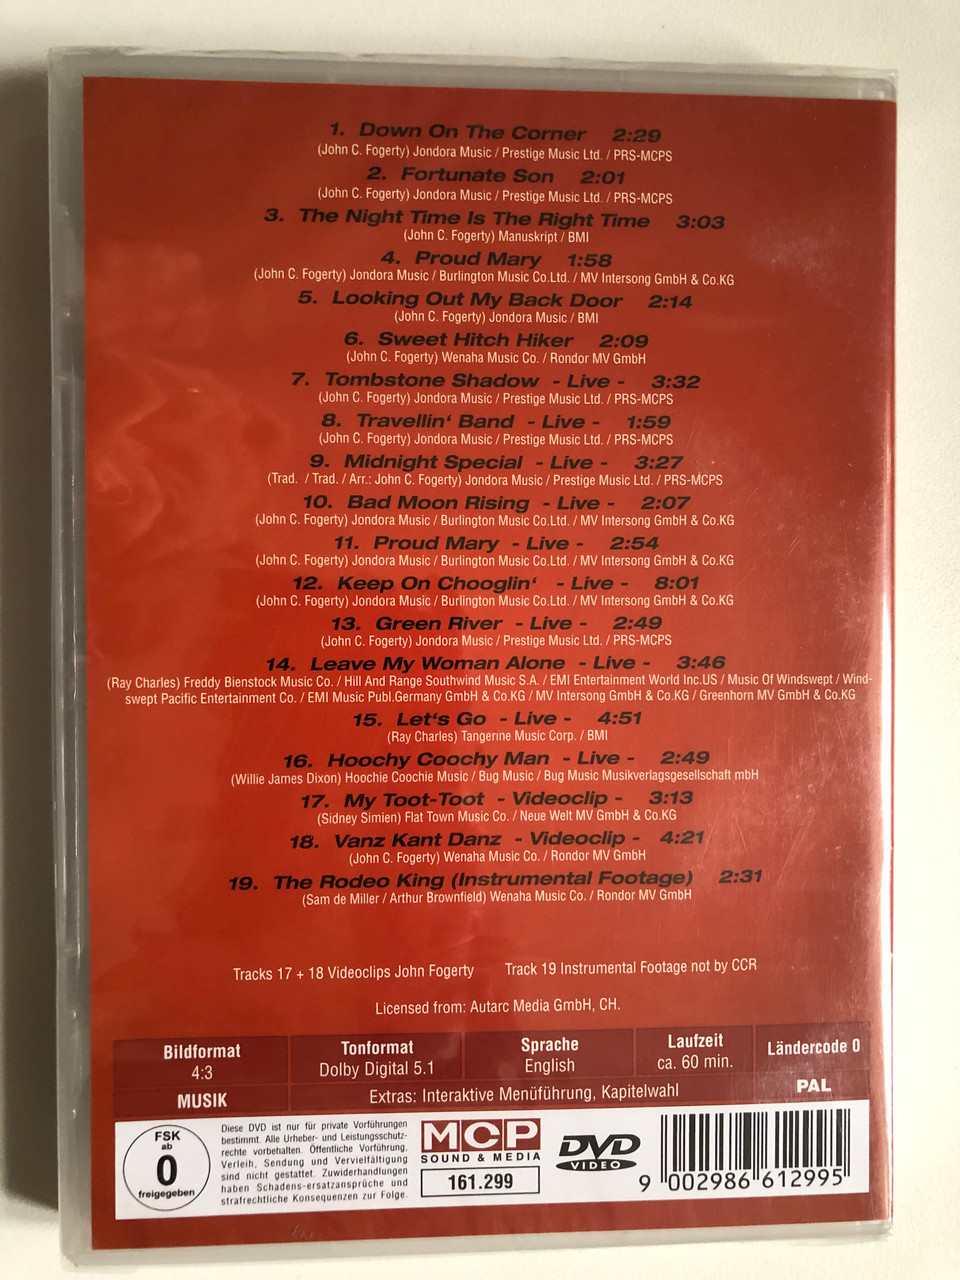 1. Down On The Corner 2:29
(John C. Fogerty) Jondora Music / Prestige Music Ltd. / PRS-MCPS
2. Fortunate Son 2:01
(John C. Fogerty) Jondora Music / Prestige Music Ltd. / PRS-MCPS
3. The Night Time Is The Right Time 3:03
(John C. Fogerty) Manuskript / BMI
4. Proud Mary 1:58
(John C. Fogerty) Jondora Music / Burlington Music Co.Ltd. / MV Intersong GmbH & Co.KG
5. Looking Out My Back Door 2:14
(John C. Fogerty) Jondora Music / BMI
6. Sweet Hitch Hiker 2:09
(John C. Fogerty) Wenaha Music Co. / Rondor MV GmbH
7. Tombstone Shadow - Live - 3:32
(John C. Fogerty) Jondora Music / Prestige Music Ltd. / PRS-MCPS
8. Travellin‘ Band - Live - 1:59
(John C. Fogerty) Jondora Music / Prestige Music Ltd. / PRS-MCPS
9. Midnight Special - Live - 3:27
(Trad. / Trad. / Arr.: John C. Fogerty) Jondora Music / Prestige Music Ltd. / PRS-MCPS
10. Bad Moon Rising - Live - 2:07
(John C. Fogerty) Jondora Music / Burlington Music Co.Ltd. / MV Intersong GmbH & Co.KG
11. Proud Mary - Live - 2:54
(John C. Fogerty) Jondora Music / Burlington Music Co.Ltd. / MV Intersong GmbH & Co.KG
12. Keep On Chooglin‘ - Live - 8:01
(John C. Fogerty) Jondora Music / Burlington Music Co.Ltd. / MV Intersong GmbH & Co.KG
13. Green River - Live - 2:49
(John C. Fogerty) Jondora Music / Prestige Music Ltd. / PRS-MCPS
14. Leave My Woman Alone - Live - 3:46
(Ray Charles) Freddy Bienstock Music Co. / Hill And Range Southwind Music S.A. / EMI Entertainment World Inc.US / Music Of Windswept / Wind-
swept Pacific Entertainment Co. / EMI Music Publ.Germany GmbH & Co.KG / MV Intersong GmbH & Co.KG / Greenhorn MV GmbH & Co.KG
15. Let‘s Go - Live - 4:51
(Ray Charles) Tangerine Music Corp. / BMI
16. Hoochy Coochy Man - Live - 2:49
(Willie James Dixon) Hoochie Coochie Music / Bug Music / Bug Music Musikverlagsgesellschaft mbH
17. My Toot-Toot - Videoclip - 3:13
(Sidney Simien) Flat Town Music Co. / Neue Welt MV GmbH & Co.KG
18. Vanz Kant Danz - Videoclip - 4:21
(John C. Fogerty) Wenaha Music Co. / Rondor MV GmbH
19. The Rodeo King (Instrumental Footage) 2:31
(Sam de Miller / Arthur Brownfield) Wenaha Music Co. / Rondor MV GmbH
Tracks 17 + 18 Videoclips John Fogerty Track 19 Instrumental Footage not by CCR
Licensed from: Autarc Media GmbH, CH.
Bildformat Tonformat Sprache Laufzeit Ländercode 0
4:3 Dolby Digital 5.1 English ca. 60 min.
MUSIK Extras: Interaktive Menüführung, Kapitelwahl PAL
FSK
ab
0
freigegeben
Diese DVD ist nur für private Vorführungen
bestimmt. Alle Urheber- und Leistungsschutz-
rechte vorbehalten. Öffentliche Vorführung,
Verleih, Sendung und Vervielfältigung
sind nicht gestattet. Zuwiderhandlungen
haben Schadens-ersatzansprüche und
strafrechtliche Konsequenzen zur Folge.
MCP
SOUND & MEDIA
161.299
DVD
VIDEO
9 002986 612995